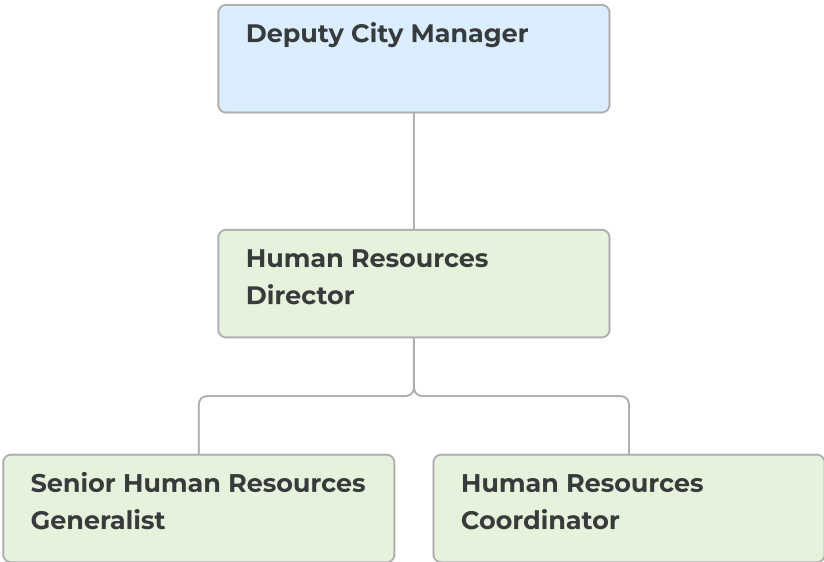 Deputy City Manager
Human Resources
Director
Senior Human Resources
Generalist
Human Resources
Coordinator